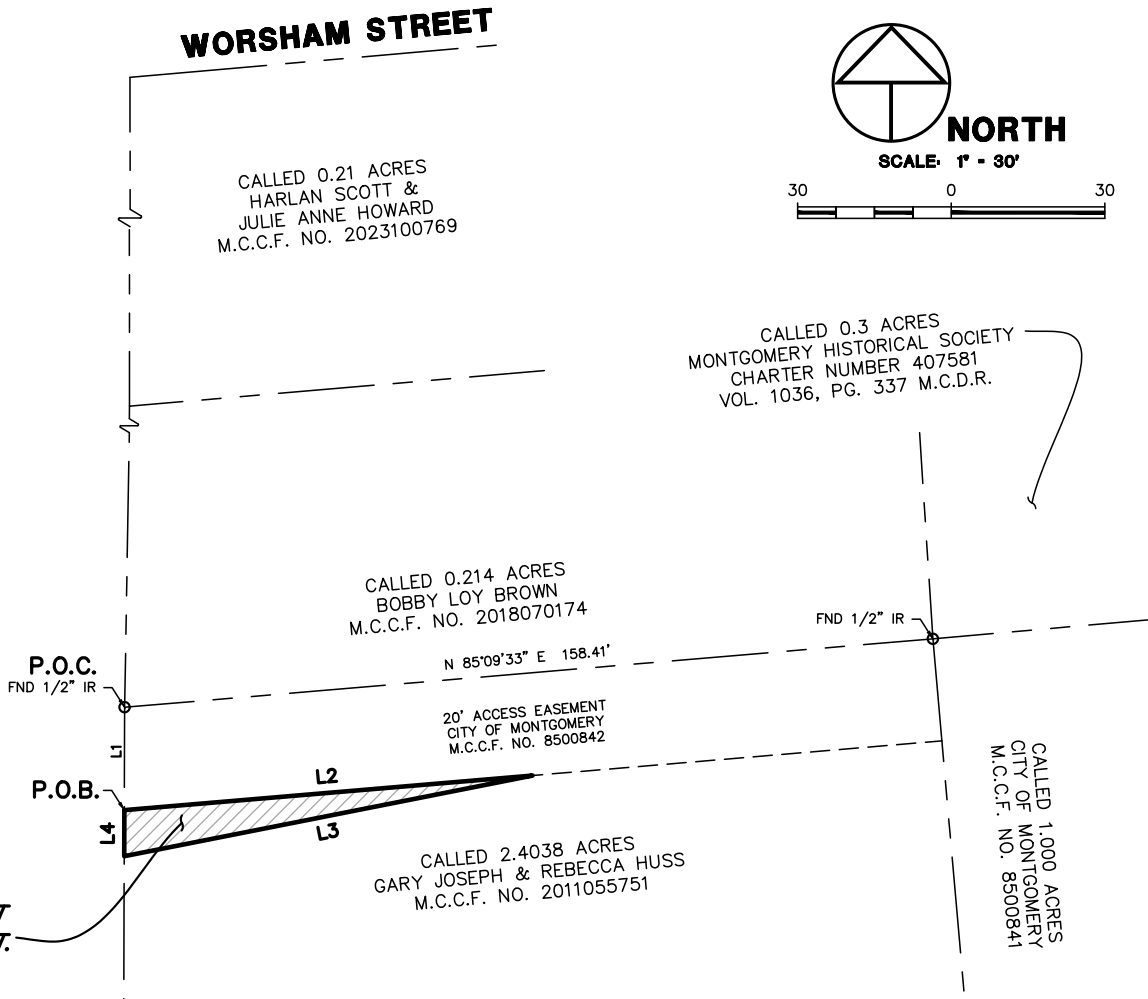 WORSHAM STREET
NORTH
SCALE: 1" = 30'
30 0 30
CALLED 0.21 ACRES
HARLAN SCOTT &
JULIE ANNE HOWARD
M.C.C.F. NO. 2023100769
CALLED 0.3 ACRES
MONTGOMERY HISTORICAL SOCIETY
CHARTER NUMBER 407581
VOL. 1036, PG. 337 M.C.D.R.
CALLED 0.214 ACRES
BOBBY LOY BROWN
M.C.C.F. NO. 2018070174
FND 1/2" IR
N 85°09'33" E 158.41'
P.O.C.
FND 1/2" IR
20' ACCESS EASEMENT
CITY OF MONTGOMERY
M.C.C.F. NO. 8500842
L1
P.O.B.
L2
L3
L4
CALLED 2.4038 ACRES
GARY JOSEPH & REBECCA HUSS
M.C.C.F. NO. 2011055751
CALLED 1.000 ACRES
CITY OF MONTGOMERY
M.C.C.F. NO. 8500841